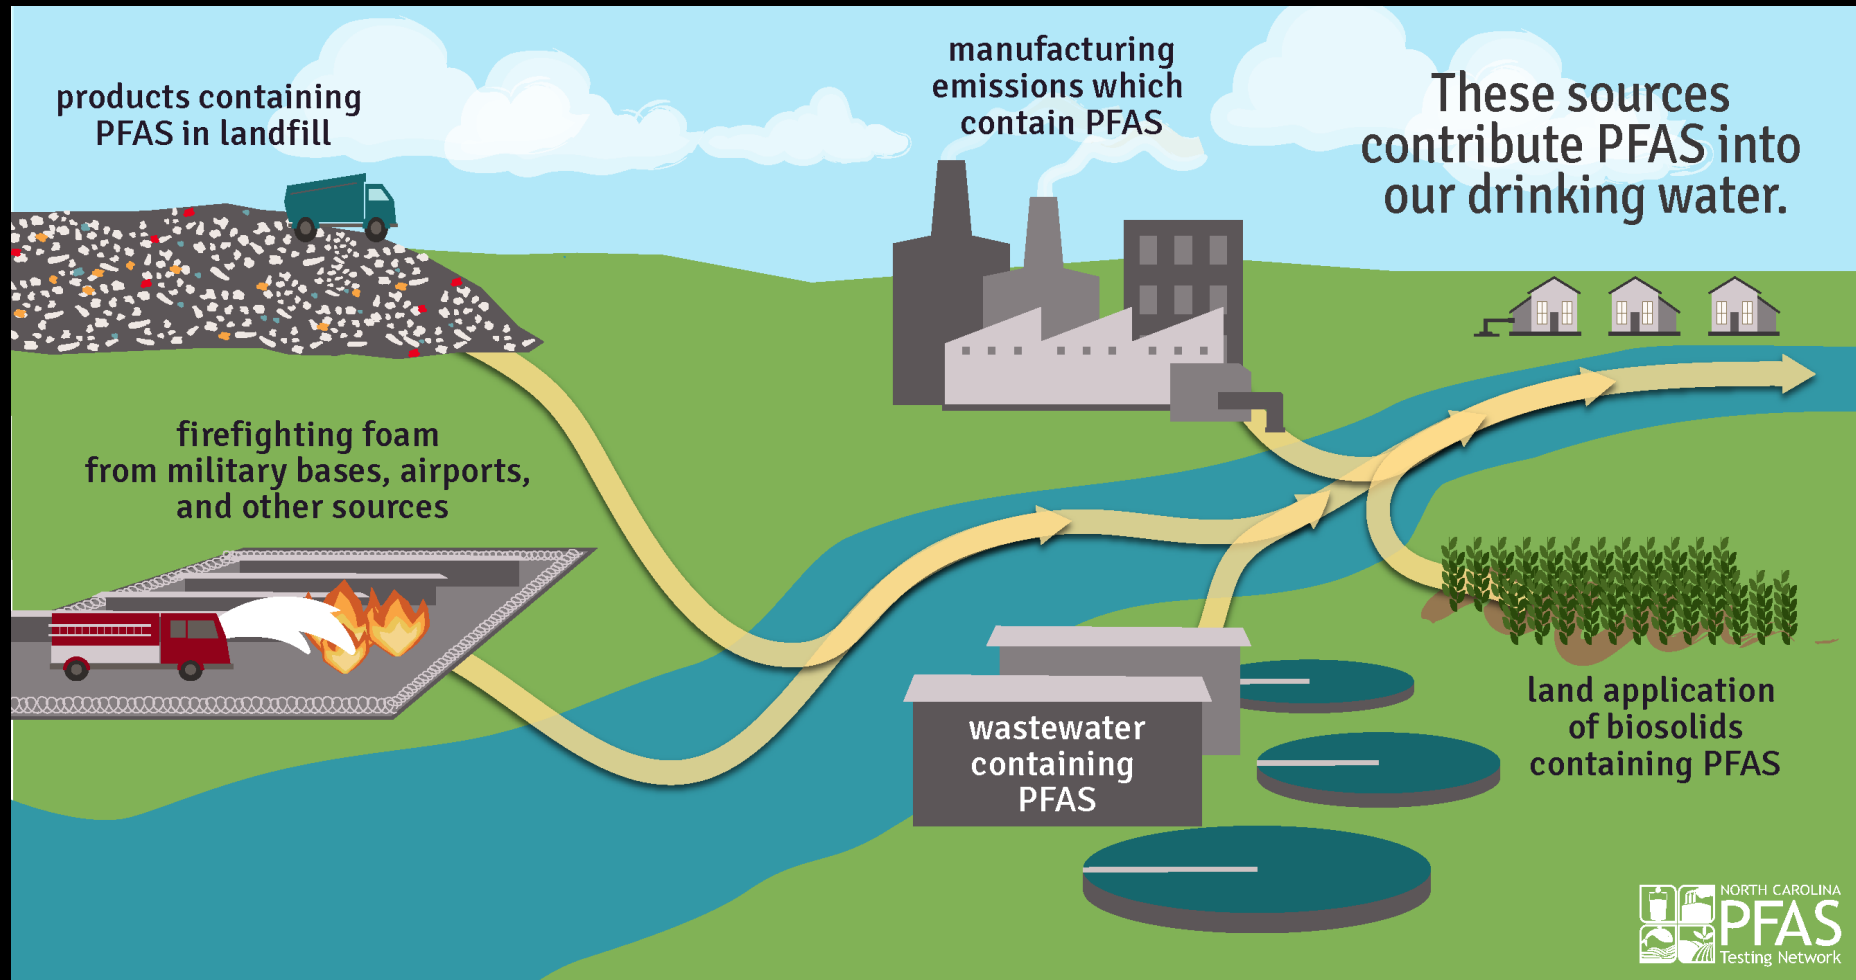 products containing
PFAS in landfill
manufacturing
emissions which
contain PFAS
These sources
contribute PFAS into
our drinking water.
firefighting foam
from military bases, airports,
and other sources
wastewater
containing
PFAS
land application
of biosolids
containing PFAS
NORTH CAROLINA
PFAS
Testing Network